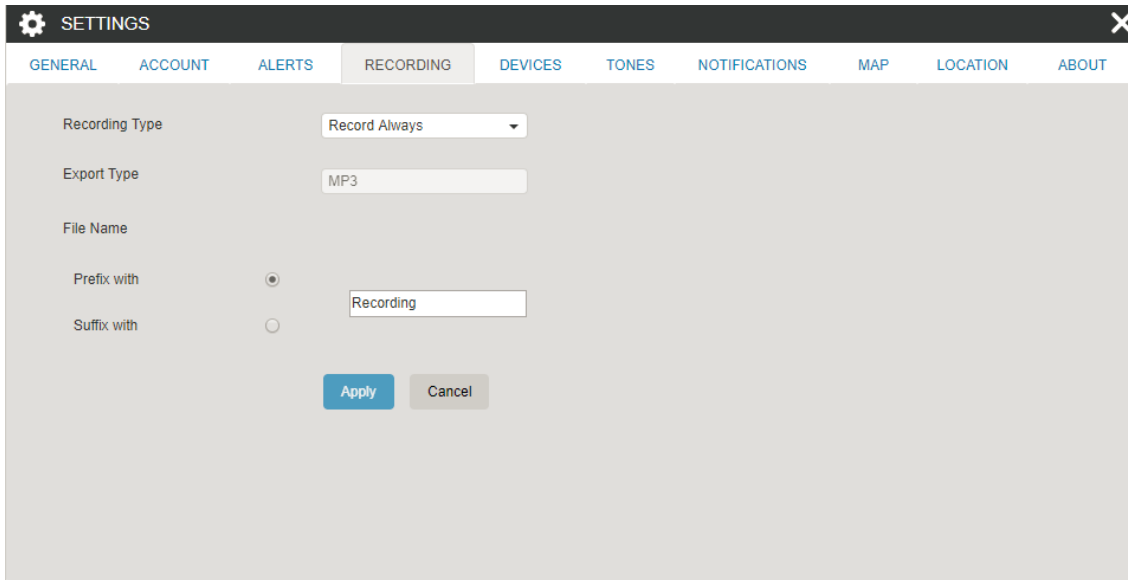 SETTINGS
GENERAL ACCOUNT ALERTS RECORDING DEVICES TONES NOTIFICATIONS MAP LOCATION ABOUT
Recording Type Record Always
Export Type MP3
File Name
Prefix with
Recording
Suffix with
Apply Cancel